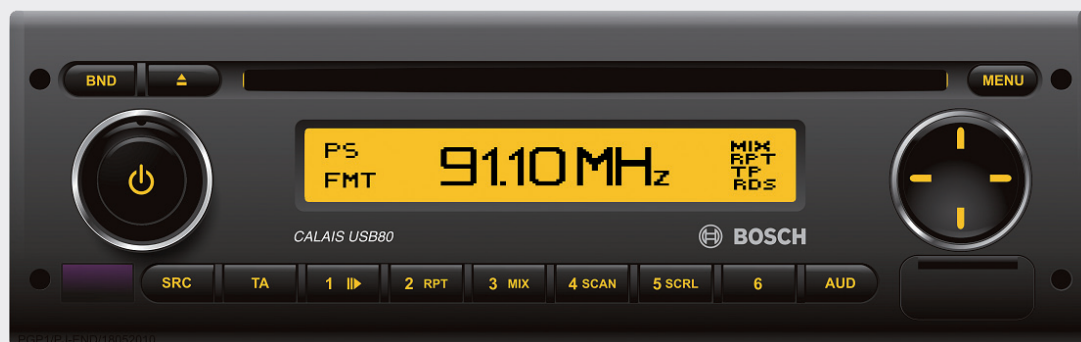 BND
MENU
PS
FMT
91.10 MHz
MIX
RPT
TP
RDS
CALAIS USB80
BOSCH
SRC
TA
1
2 RPT
3 MIX
4 SCAN
5 SCRL
6
AUD